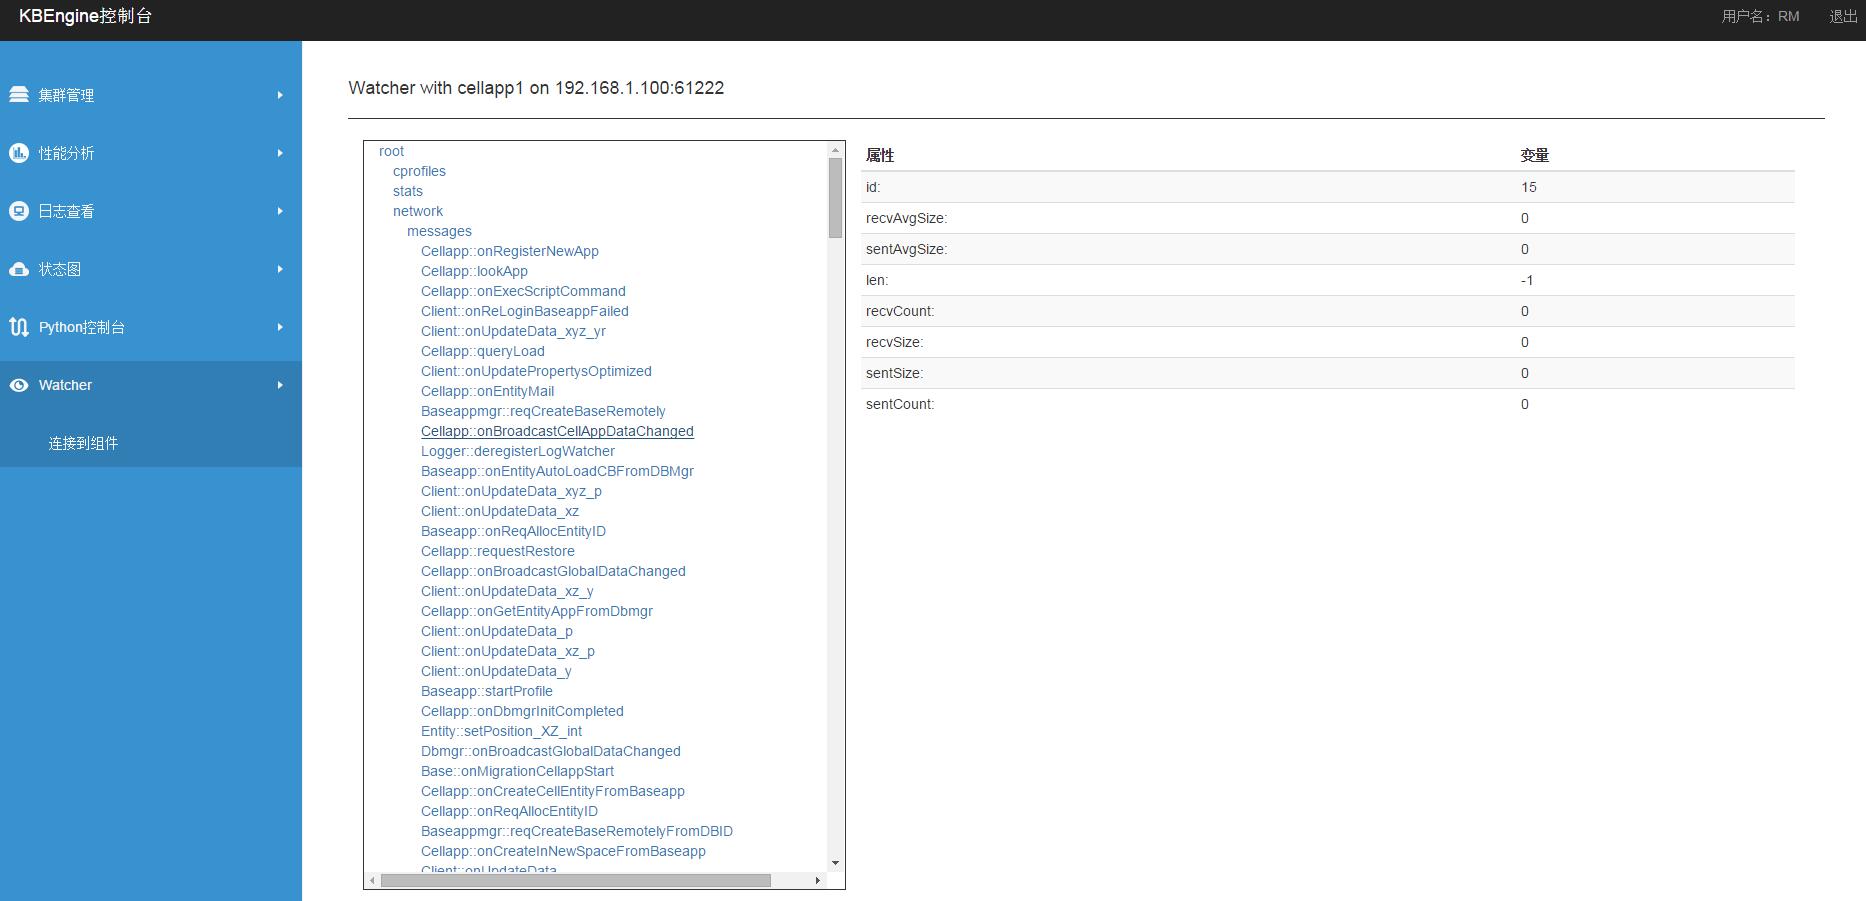 KBEngine控制台
用户名：RM 退出
集群管理
性能分析
日志查看
状态图
Python控制台
Watcher
连接到组件
Watcher with cellapp1 on 192.168.1.100:61222
root
cprofiles
stats
network
messages
Cellapp::onRegisterNewApp
Cellapp::lookApp
Cellapp::onExecScriptCommand
Client::onReLoginBaseappFailed
Client::onUpdateData_xyz_yr
Cellapp::queryLoad
Client::onUpdatePropertysOptimized
Cellapp::onEntityMail
Baseappmgr::reqCreateBaseRemotely
Cellapp::onBroadcastCellAppDataChanged
Logger::deregisterLogWatcher
Baseapp::onEntityAutoLoadCBFromDBMgr
Client::onUpdateData_xyz_p
Client::onUpdateData_xz
Baseapp::onReqAllocEntityID
Cellapp::requestRestore
Cellapp::onBroadcastGlobalDataChanged
Client::onUpdateData_xz_y
Cellapp::onGetEntityAppFromDbmgr
Client::onUpdateData_p
Client::onUpdateData_xz_p
Client::onUpdateData_y
Baseapp::startProfile
Cellapp::onDbmgrInitCompleted
Entity::setPosition_XZ_int
Dbmgr::onBroadcastGlobalDataChanged
Base::onMigrationCellappStart
Cellapp::onCreateCellEntityFromBaseapp
Cellapp::onReqAllocEntityID
Baseappmgr::reqCreateBaseRemotelyFromDBID
Cellapp::onCreateInNewSpaceFromBaseapp
Client::onUpdateData
属性 变量
id: 15
recvAvgSize: 0
sentAvgSize: 0
len: -1
recvCount: 0
recvSize: 0
sentSize: 0
sentCount: 0